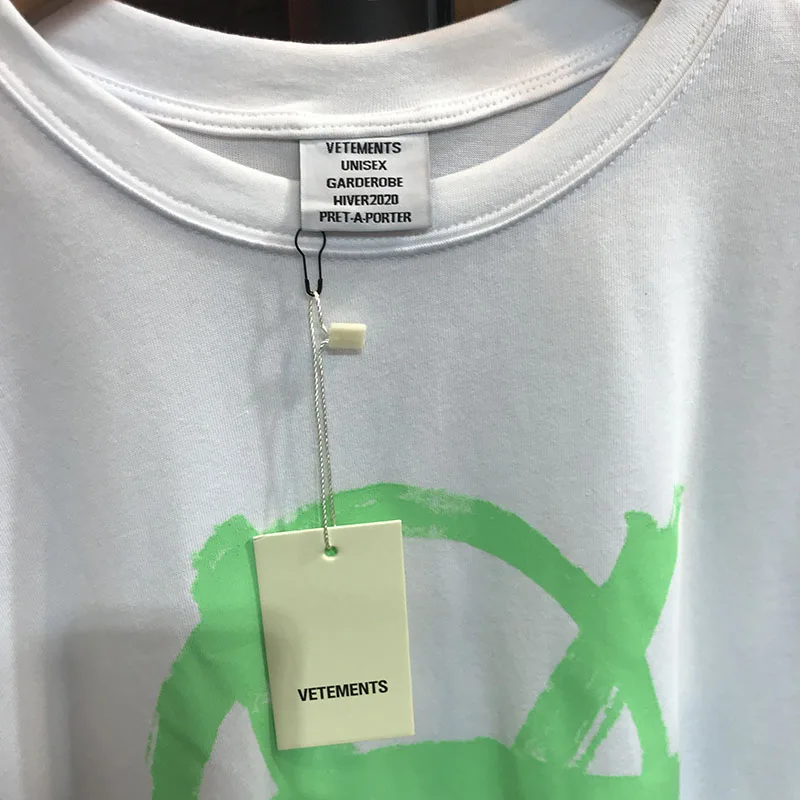 VETEMENTS
UNISEX
GARDEROBE
HIVER2020
PRET-A-PORTER
VETEMENTS